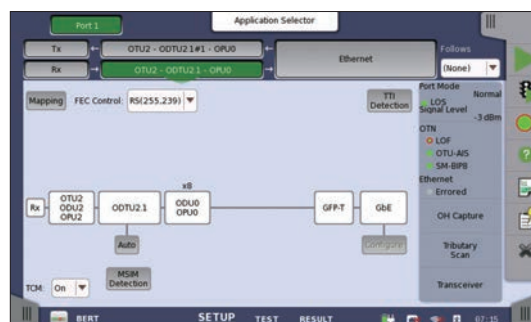 Port 1
Application Selector
Tx
OTU2 - ODTU2.1#1 - OPU0
Ethernet
Follows
Rx
OTU2 - ODTU2.1 - OPU0
(None)
Mapping
FEC Control:
RS(255.239)
TTI Detection
Port Mode
Normal
LOS
Signal Level
-3 dBm
OTN
LOF
OTU-AIS
SM-BIP8
Ethernet
Errored
OH Capture
Tributary Scan
Transceiver
Rx
OTU2
ODU2
OPU2
ODTU2.1
x8
ODU0
OPU0
GFP-T
GbE
Auto
Configure
MSIM Detection
TCM:
On
BERT
SETUP
TEST
RESULT
07:15